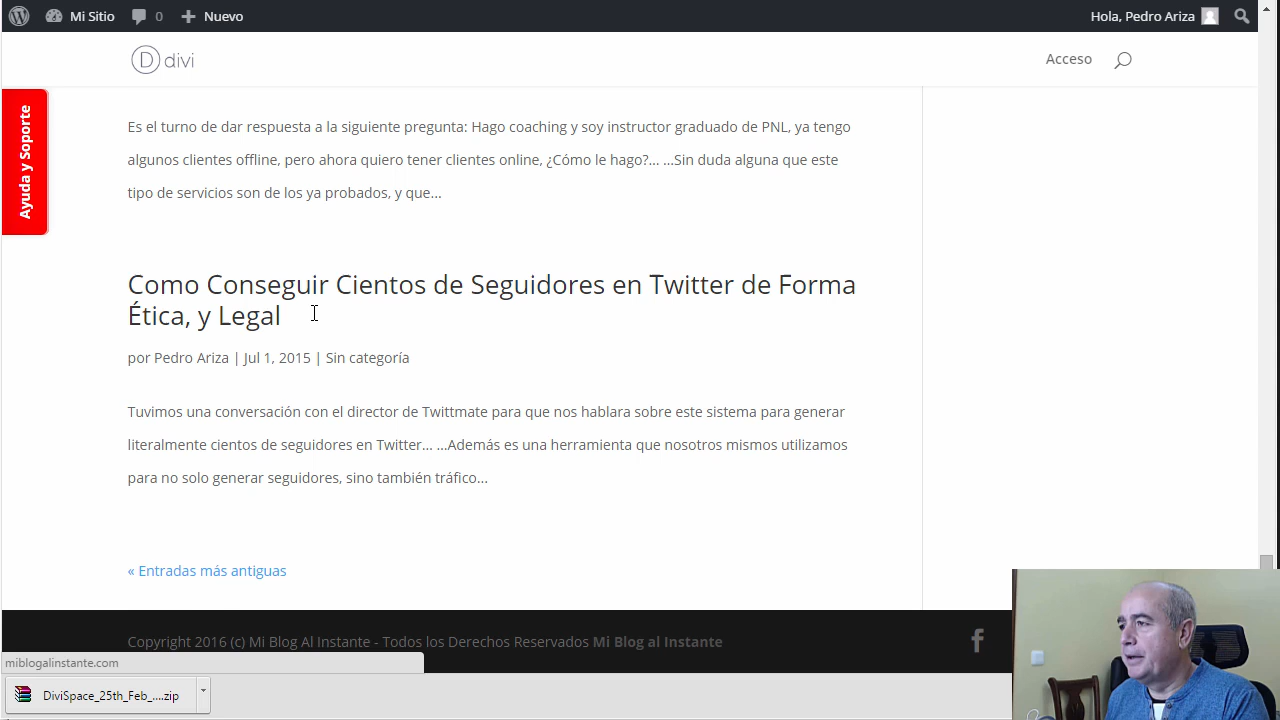 Mi Sitio 0 Nuevo Hola, Pedro Ariza
D divi Acceso
Ayuda y Soporte
Es el turno de dar respuesta a la siguiente pregunta: Hago coaching y soy instructor graduado de PNL, ya tengo
algunos clientes offline, pero ahora quiero tener clientes online, ¿Cómo le hago?... ...Sin duda alguna que este
tipo de servicios son de los ya probados, y que...
Como Conseguir Cientos de Seguidores en Twitter de Forma
Ética, y Legal
por Pedro Ariza | Jul 1, 2015 | Sin categoría
Tuvimos una conversación con el director de Twittmate para que nos hablara sobre este sistema para generar
literalmente cientos de seguidores en Twitter... ...Además es una herramienta que nosotros mismos utilizamos
para no solo generar seguidores, sino también tráfico...
« Entradas más antiguas
Copyright 2016 (c) Mi Blog Al Instante - Todos los Derechos Reservados Mi Blog al Instante
miblogalinstante.com
DiviSpace_25th_Feb_....zip